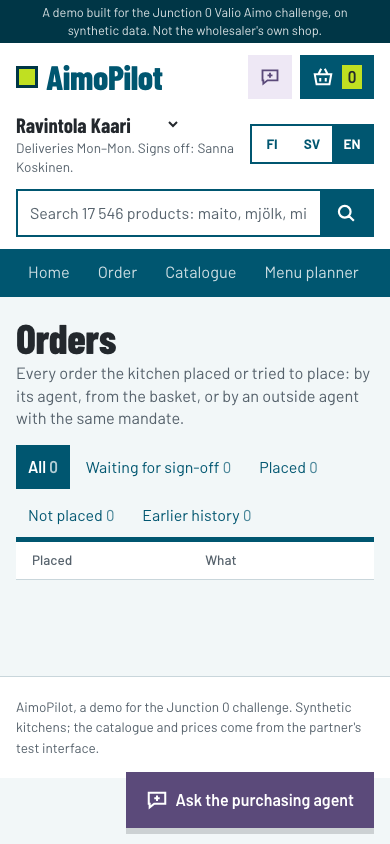 A demo built for the Junction 0 Valio Aimo challenge, on
synthetic data. Not the wholesaler's own shop.
AimoPilot
0
Ravintola Kaari
Deliveries Mon–Mon. Signs off: Sanna
Koskinen.
FI SV EN
Search 17 546 products: maito, mjölk, mi
Home Order Catalogue Menu planner
Orders
Every order the kitchen placed or tried to place: by
its agent, from the basket, or by an outside agent
with the same mandate.
All 0 Waiting for sign-off 0 Placed 0
Not placed 0 Earlier history 0
Placed What
AimoPilot, a demo for the Junction 0 challenge. Synthetic
kitchens; the catalogue and prices come from the partner's
test interface.
Ask the purchasing agent